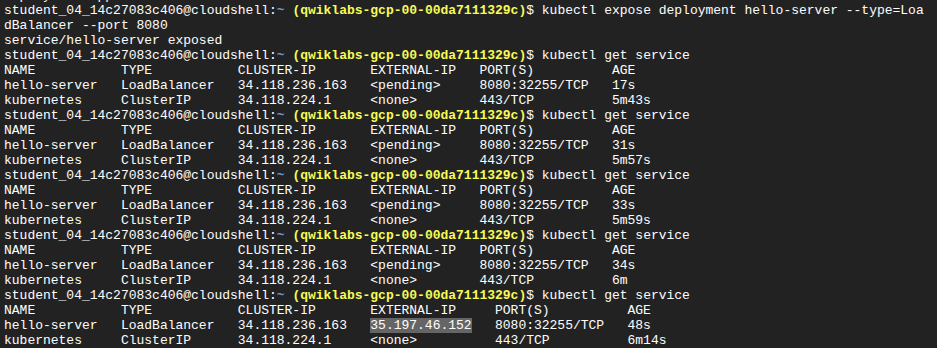 student_04_14c27083c406@cloudshell:~ (qwiklabs-gcp-00-00da7111329c)$ kubectl expose deployment hello-server --type=Loa
dBalancer --port 8080
service/hello-server exposed
student_04_14c27083c406@cloudshell:~ (qwiklabs-gcp-00-00da7111329c)$ kubectl get service
NAME           TYPE           CLUSTER-IP       EXTERNAL-IP   PORT(S)          AGE
hello-server   LoadBalancer   34.118.236.163   <pending>     8080:32255/TCP   17s
kubernetes     ClusterIP      34.118.224.1     <none>        443/TCP          5m43s
student_04_14c27083c406@cloudshell:~ (qwiklabs-gcp-00-00da7111329c)$ kubectl get service
NAME           TYPE           CLUSTER-IP       EXTERNAL-IP   PORT(S)          AGE
hello-server   LoadBalancer   34.118.236.163   <pending>     8080:32255/TCP   31s
kubernetes     ClusterIP      34.118.224.1     <none>        443/TCP          5m57s
student_04_14c27083c406@cloudshell:~ (qwiklabs-gcp-00-00da7111329c)$ kubectl get service
NAME           TYPE           CLUSTER-IP       EXTERNAL-IP   PORT(S)          AGE
hello-server   LoadBalancer   34.118.236.163   <pending>     8080:32255/TCP   33s
kubernetes     ClusterIP      34.118.224.1     <none>        443/TCP          5m59s
student_04_14c27083c406@cloudshell:~ (qwiklabs-gcp-00-00da7111329c)$ kubectl get service
NAME           TYPE           CLUSTER-IP       EXTERNAL-IP   PORT(S)          AGE
hello-server   LoadBalancer   34.118.236.163   <pending>     8080:32255/TCP   34s
kubernetes     ClusterIP      34.118.224.1     <none>        443/TCP          6m
student_04_14c27083c406@cloudshell:~ (qwiklabs-gcp-00-00da7111329c)$ kubectl get service
NAME           TYPE           CLUSTER-IP       EXTERNAL-IP     PORT(S)          AGE
hello-server   LoadBalancer   34.118.236.163   35.197.46.152   8080:32255/TCP   48s
kubernetes     ClusterIP      34.118.224.1     <none>          443/TCP          6m14s